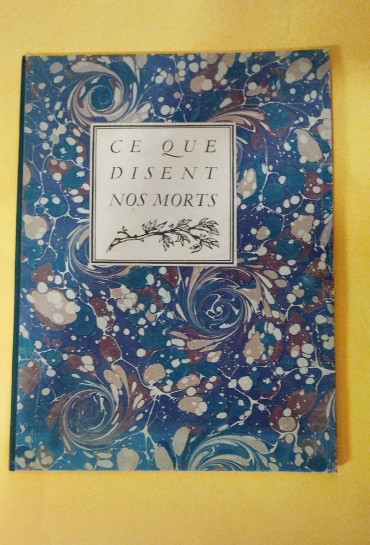 CE QUE
DISENT
NOS MORTS